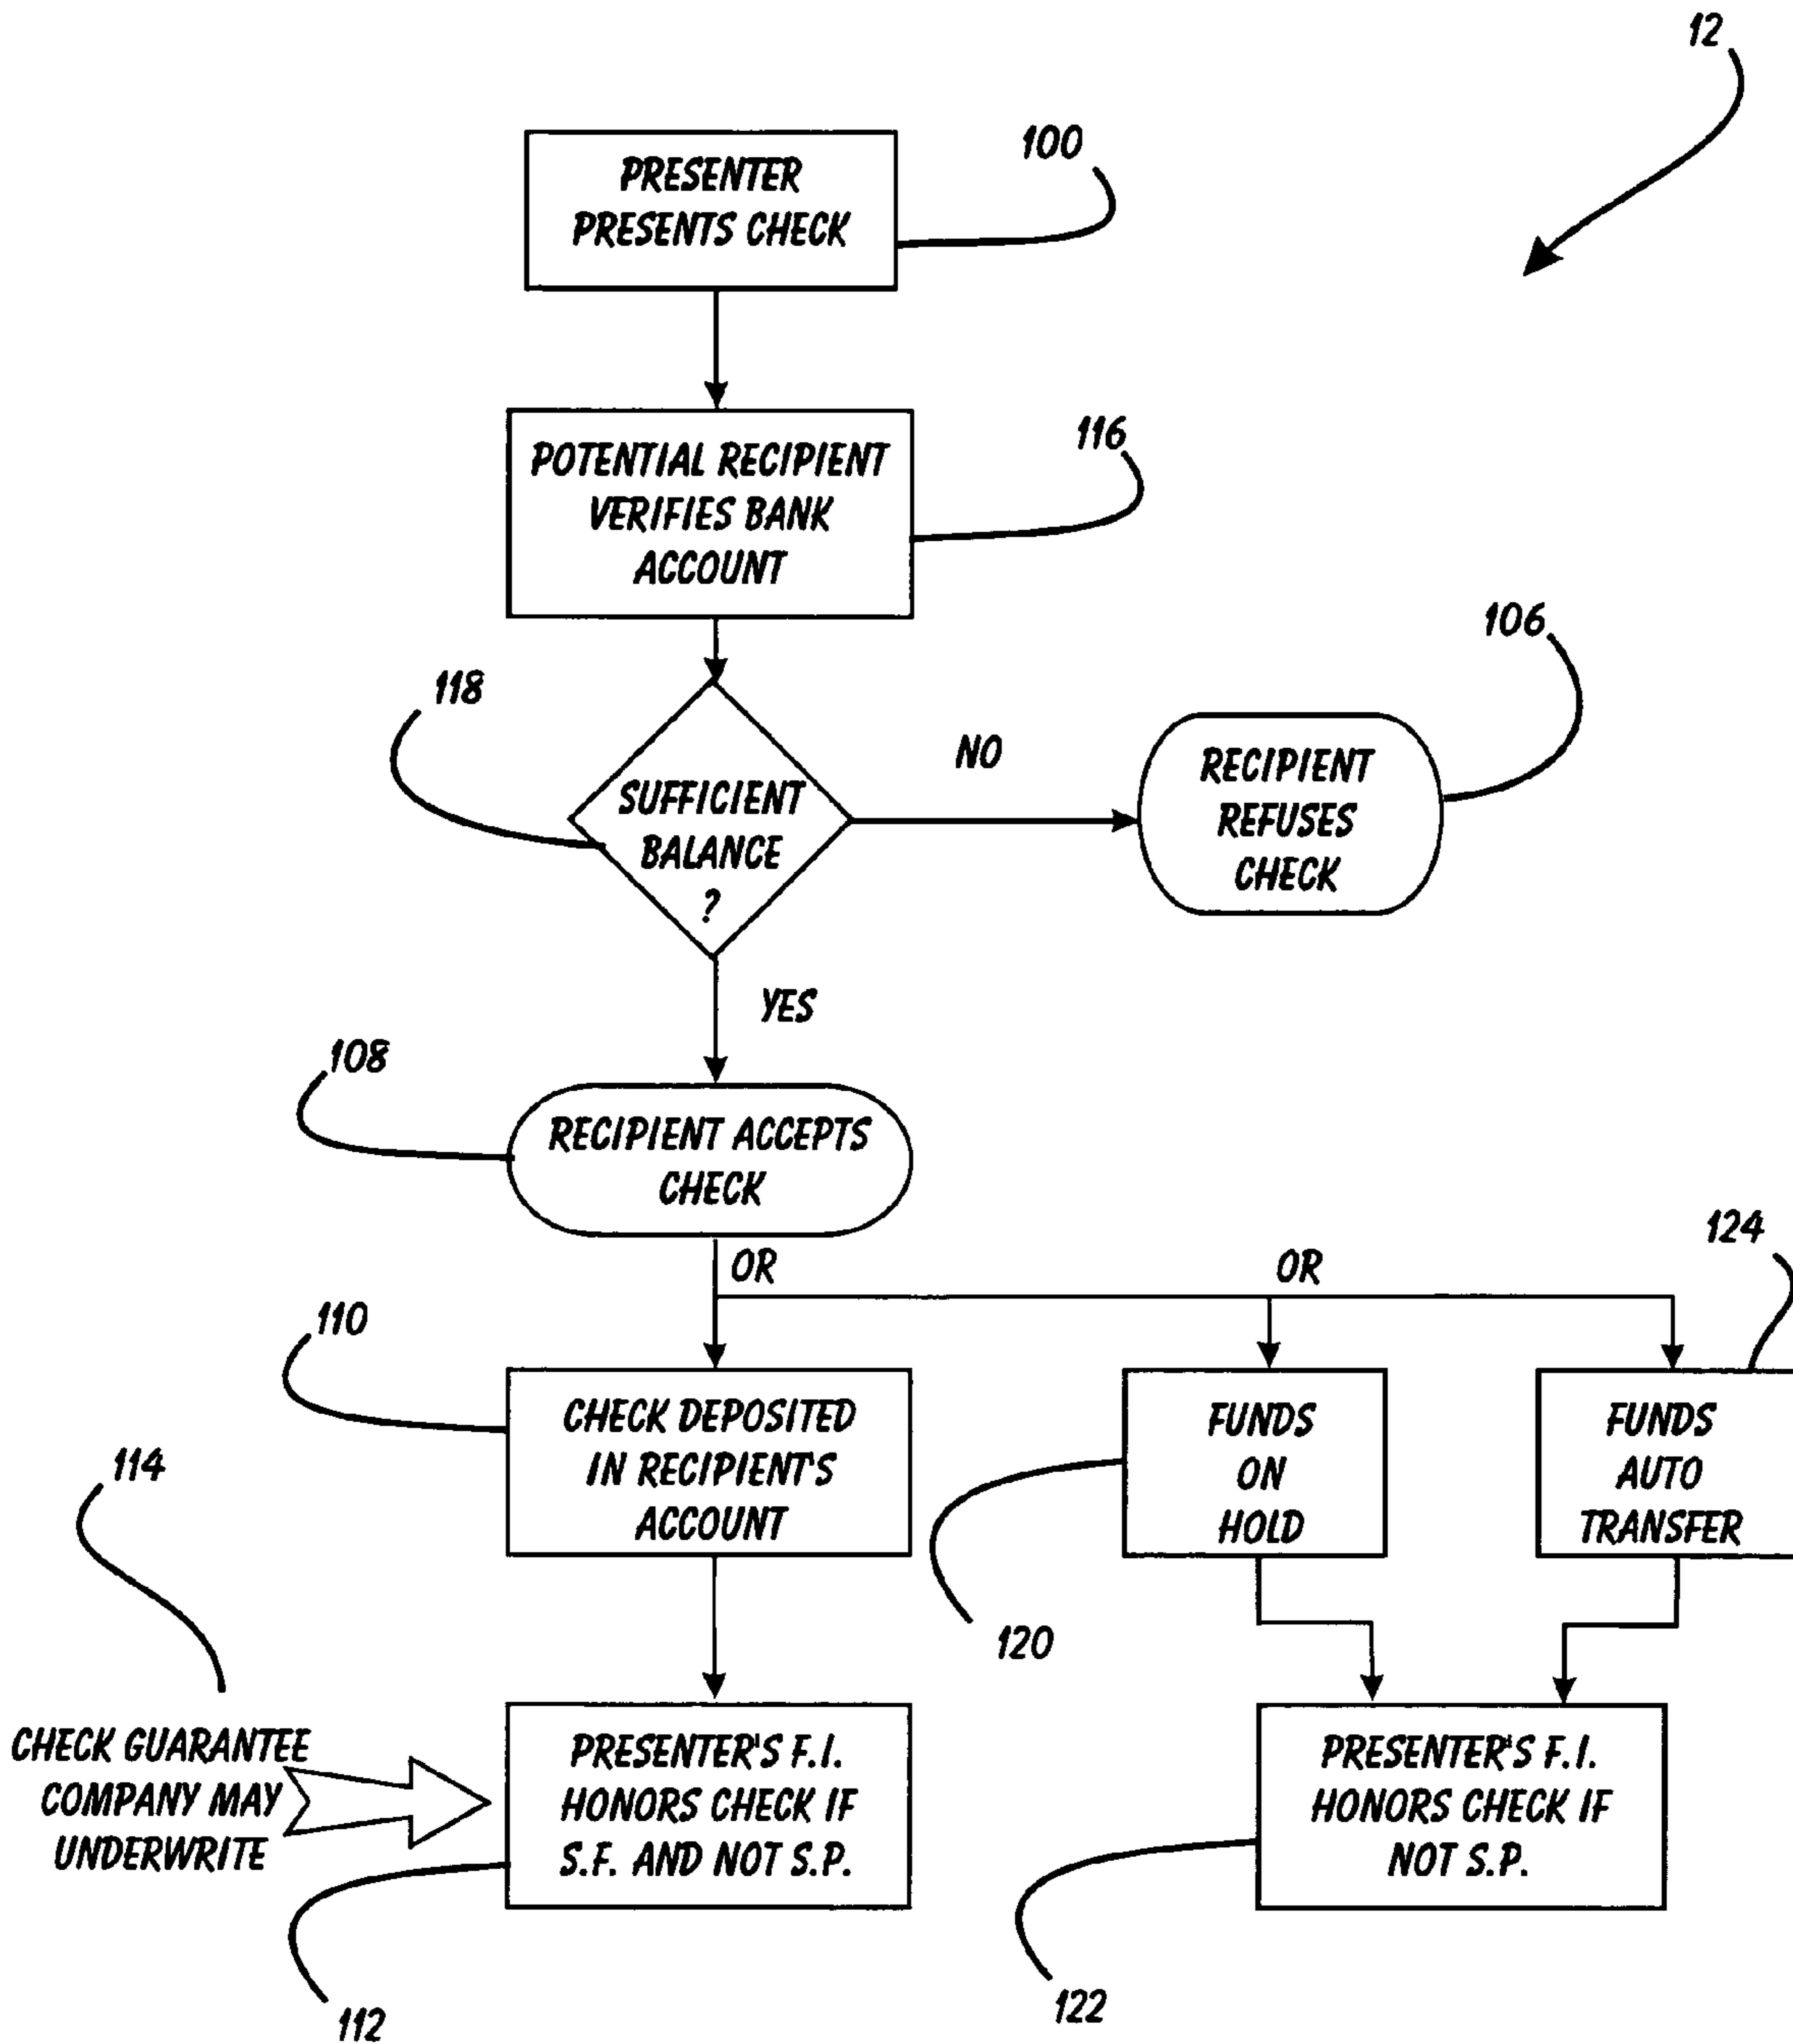 12
100
PRESENTER
PRESENTS CHECK
116
POTENTIAL RECIPIENT
VERIFIES BANK
ACCOUNT
106
118
SUFFICIENT
BALANCE
?
NO
RECIPIENT
REFUSES
CHECK
YES
108
RECIPIENT ACCEPTS
CHECK
OR
OR
124
110
CHECK DEPOSITED
IN RECIPIENT'S
ACCOUNT
FUNDS
ON
HOLD
FUNDS
AUTO
TRANSFER
114
120
CHECK GUARANTEE
COMPANY MAY
UNDERWRITE
PRESENTER'S F.I.
HONORS CHECK IF
S.F. AND NOT S.P.
PRESENTER'S F.I.
HONORS CHECK IF
NOT S.P.
112
122